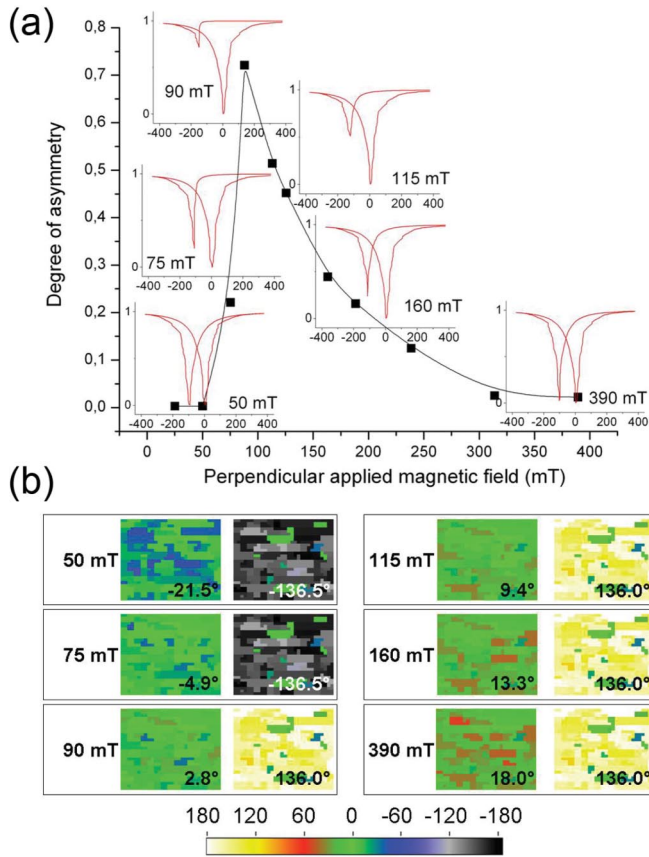 (a)
Degree of asymmetry
0,8
0,7
0,6
0,5
0,4
0,3
0,2
0,1
0,0
1
0
90 mT
-400 -200 0 200 400
1
0
115 mT
-400 -200 0 200 400
1
0
75 mT
-400 -200 0 200 400
1
0
160 mT
-400 -200 0 200 400
1
0
50 mT
-400 -200 0 200 400
1
0
390 mT
-400 -200 0 200 400
0 50 100 150 200 250 300 350 400
Perpendicular applied magnetic field (mT)
(b)
50 mT
-21.5°
-136.5°
115 mT
9.4°
136.0°
75 mT
-4.9°
-136.5°
160 mT
13.3°
136.0°
90 mT
2.8°
136.0°
390 mT
18.0°
136.0°
180 120 60 0 -60 -120 -180